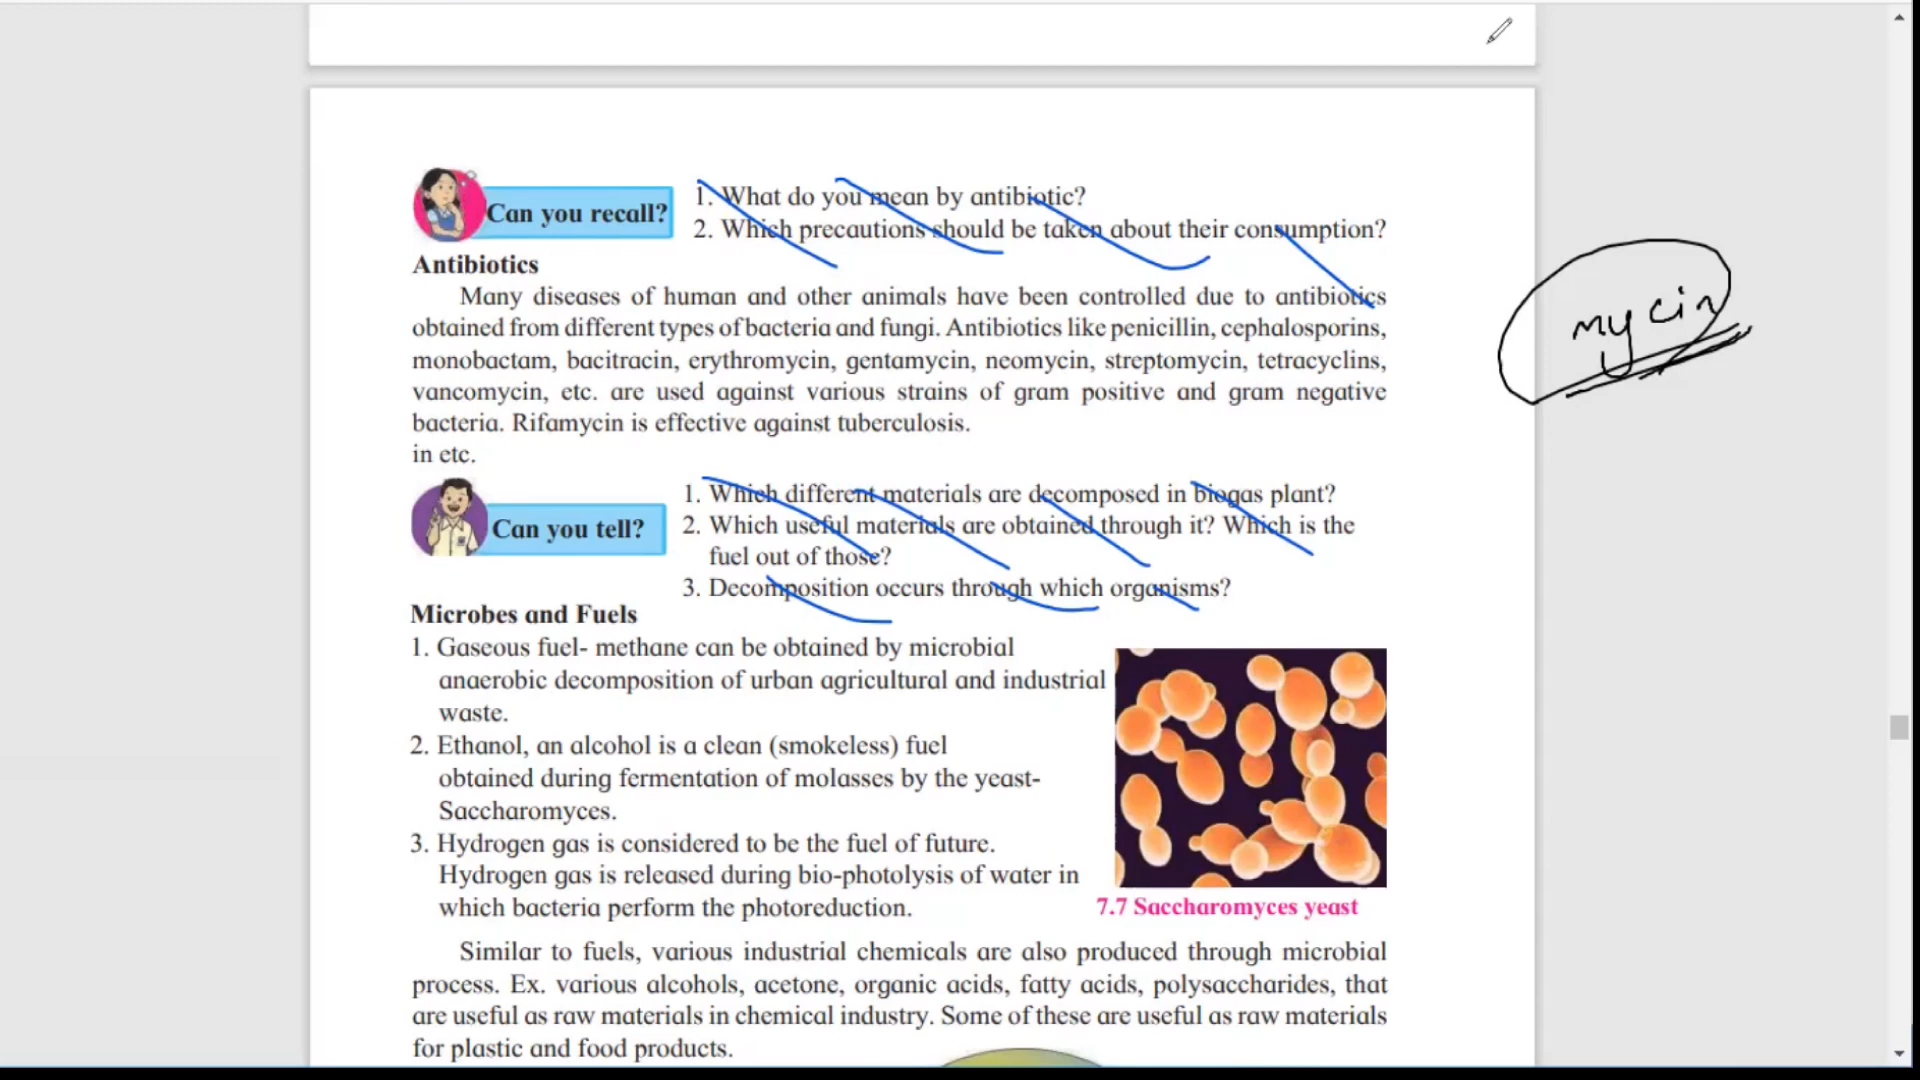 Can you recall?
1. What do you mean by antibiotic?
2. Which precautions should be taken about their consumption?
Antibiotics
Many diseases of human and other animals have been controlled due to antibiotics
obtained from different types of bacteria and fungi. Antibiotics like penicillin, cephalosporins,
monobactam, bacitracin, erythromycin, gentamycin, neomycin, streptomycin, tetracyclins,
vancomycin, etc. are used against various strains of gram positive and gram negative
bacteria. Rifamycin is effective against tuberculosis.
in etc.
mycin
Can you tell?
1. Which different materials are decomposed in biogas plant?
2. Which useful materials are obtained through it? Which is the
fuel out of those?
3. Decomposition occurs through which organisms?
Microbes and Fuels
1. Gaseous fuel- methane can be obtained by microbial
anaerobic decomposition of urban agricultural and industrial
waste.
2. Ethanol, an alcohol is a clean (smokeless) fuel
obtained during fermentation of molasses by the yeast-
Saccharomyces.
3. Hydrogen gas is considered to be the fuel of future.
Hydrogen gas is released during bio-photolysis of water in
which bacteria perform the photoreduction.
7.7 Saccharomyces yeast
Similar to fuels, various industrial chemicals are also produced through microbial
process. Ex. various alcohols, acetone, organic acids, fatty acids, polysaccharides, that
are useful as raw materials in chemical industry. Some of these are useful as raw materials
for plastic and food products.